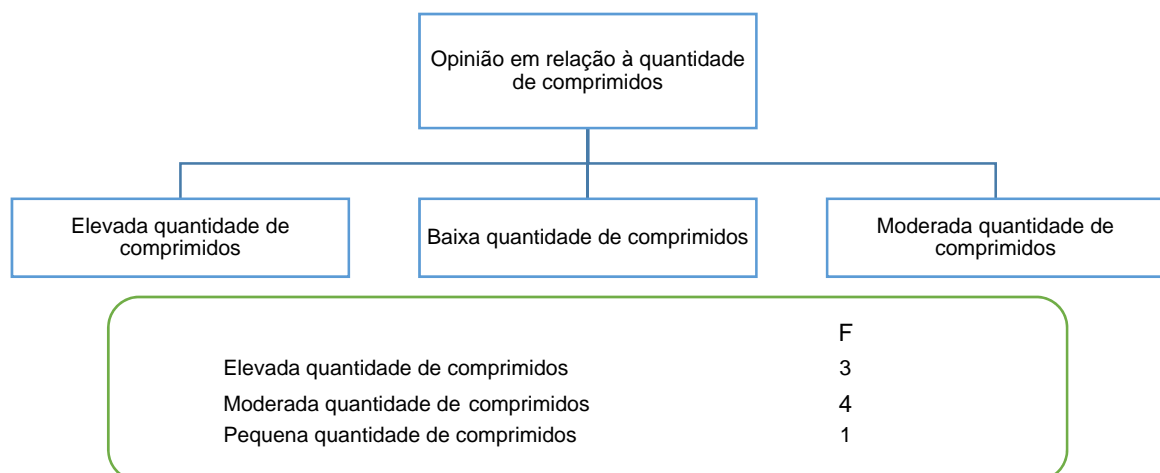 Opinião em relação à quantidade
de comprimidos
Elevada quantidade de
comprimidos
Baixa quantidade de comprimidos
Moderada quantidade de
comprimidos
F
Elevada quantidade de comprimidos 3
Moderada quantidade de comprimidos 4
Pequena quantidade de comprimidos 1